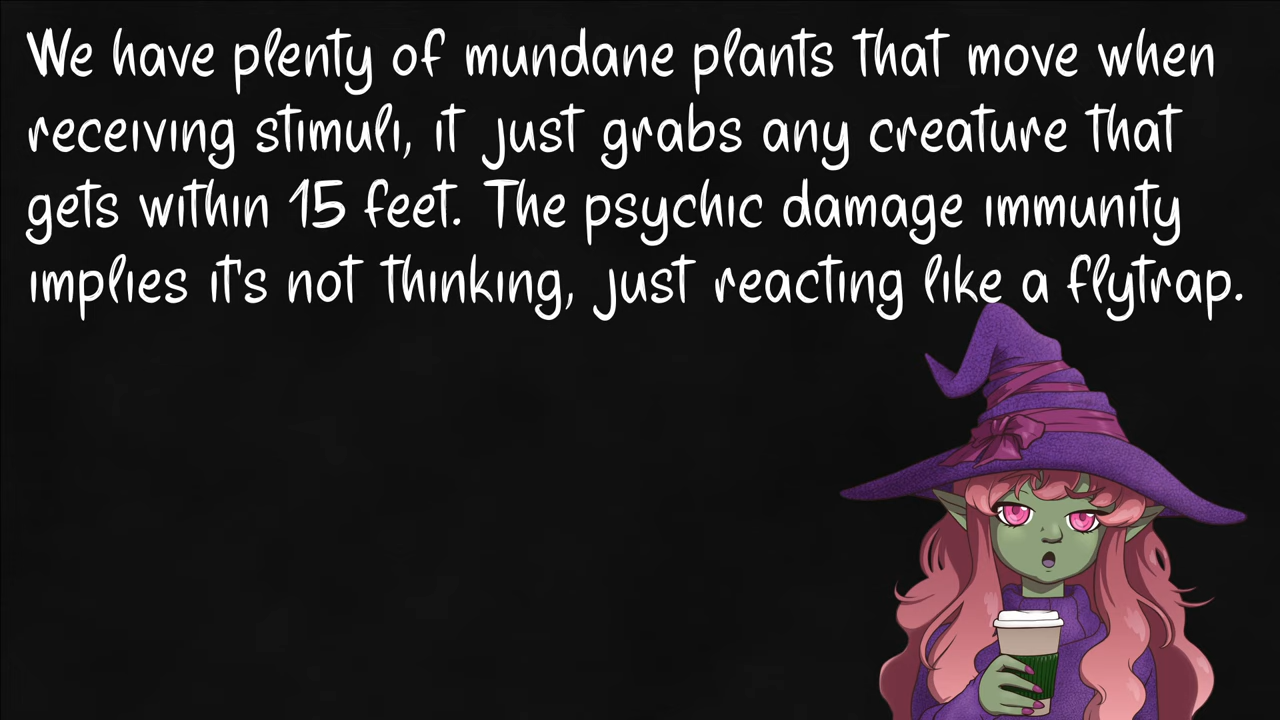 We have plenty of mundane plants that move when
receiving stimuli, it just grabs any creature that
gets within 15 feet. The psychic damage immunity
implies it's not thinking, just reacting like a flytrap.